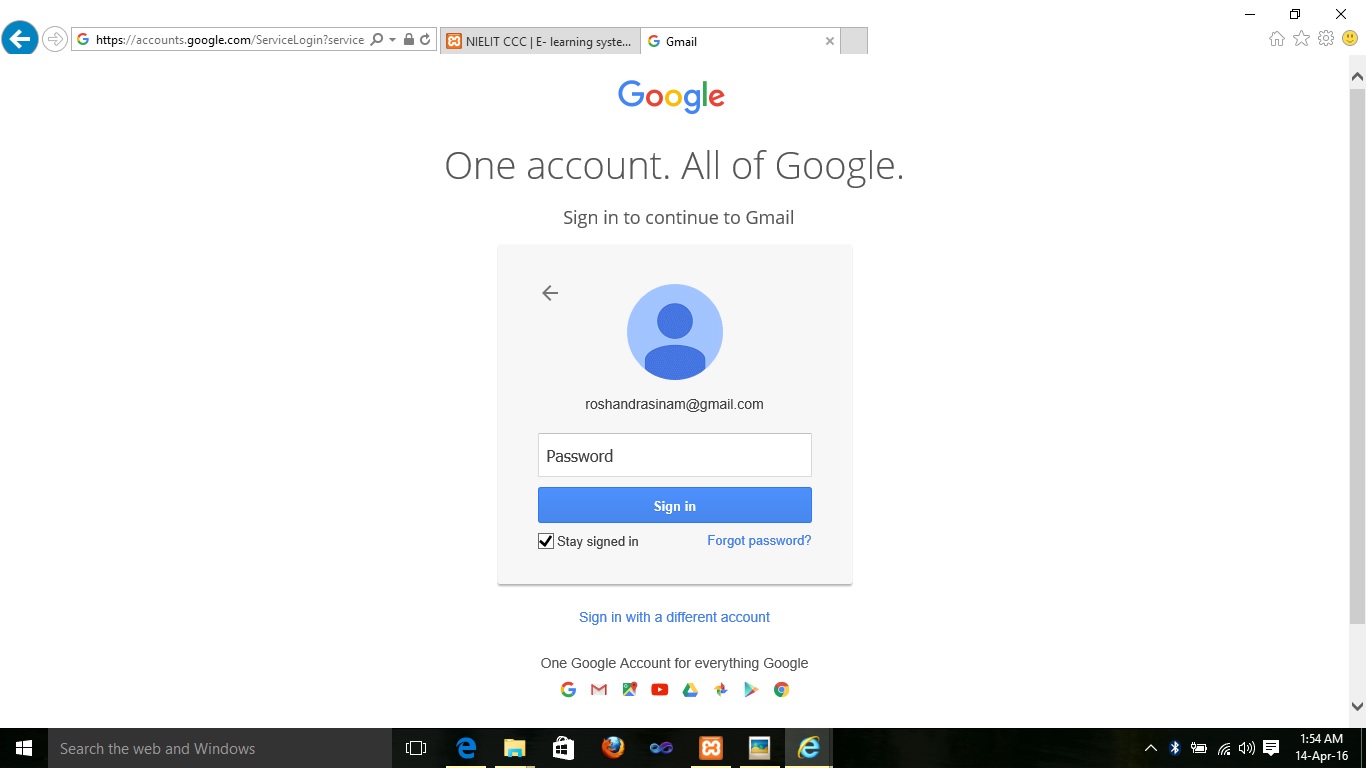 https://accounts.google.com/ServiceLogin?service
NIELIT CCC | E- learning syste...
Gmail
Google
One account. All of Google.
Sign in to continue to Gmail
roshandrasinam@gmail.com
Password
Sign in
Stay signed in
Forgot password?
Sign in with a different account
One Google Account for everything Google
Search the web and Windows
1:54 AM
14-Apr-16